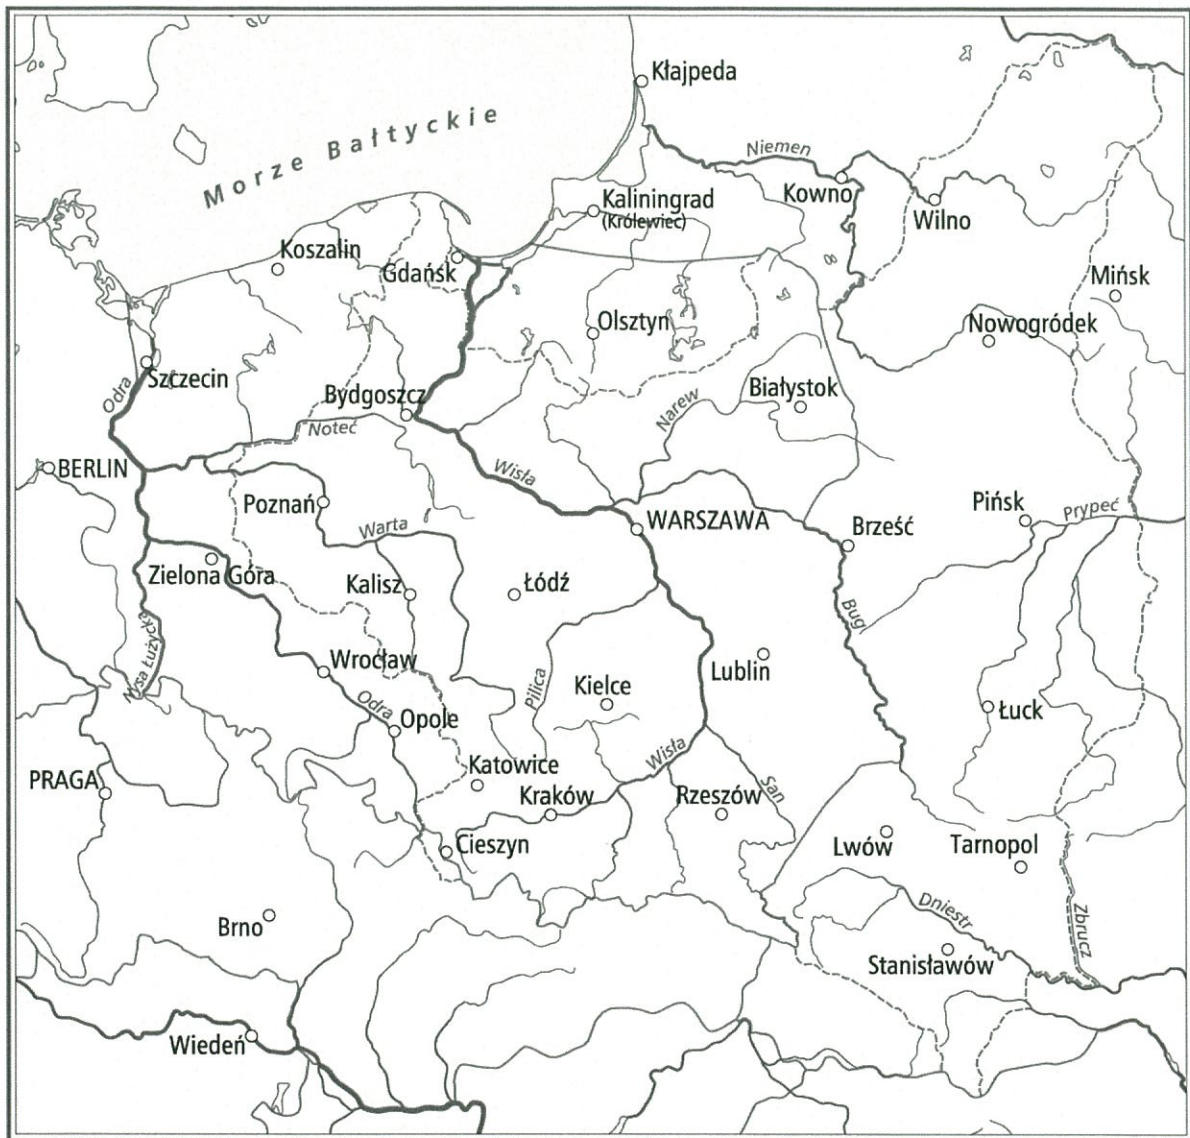 Kłajpeda
Morze Bałtyckie
Niemen
Kaliningrad
(Królewiec)
Kowno
Wilno
Koszalin
Gdańsk
Mińsk
Olsztyn
Nowogródek
Szczecin
Odra
Bydgoszcz
Białystok
Narew
Noteć
BERLIN
Wisła
Poznań
WARSZAWA
Pińsk
Prypeć
Warta
Brześć
Zielona Góra
Kalisz
Łódź
Bug
Nysa Łużycka
Wrocław
Lublin
Pilica
Kielce
Odra
Opole
Łuck
Wisła
Katowice
PRAGA
Kraków
Rzeszów
San
Cieszyn
Lwów
Tarnopol
Brno
Dniestr
Zbrucz
Stanisławów
Wiedeń